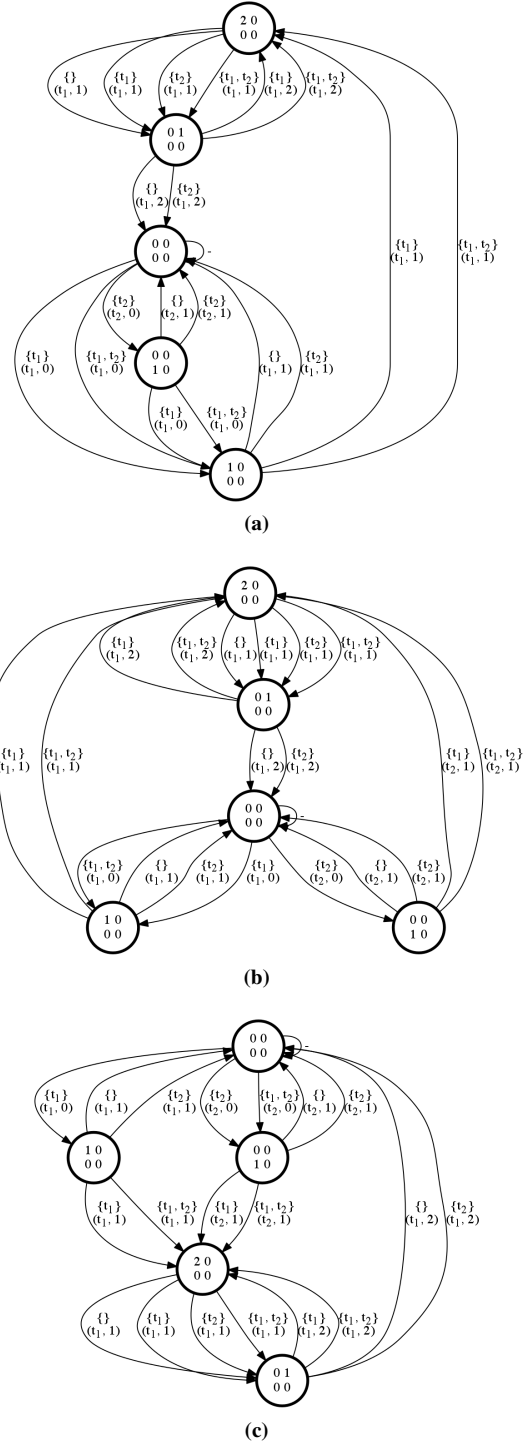 2 0
0 0
{} {t₁} {t₂} {t₁, t₂} {t₁} {t₁, t₂}
(t₁, 1) (t₁, 1) (t₁, 1) (t₁, 1) (t₁, 2) (t₁, 2)
0 1
0 0
{} {t₂}
(t₁, 2) (t₁, 2)
0 0
0 0
-
{t₁} {t₁, t₂}
(t₁, 1) (t₁, 1)
{t₂} {} {t₂}
(t₂, 0) (t₂, 1) (t₂, 1)
{t₁} {t₁, t₂} {} {t₂}
(t₁, 0) (t₁, 0) (t₁, 1) (t₁, 1)
0 0
1 0
{t₁} {t₁, t₂}
(t₁, 0) (t₁, 0)
1 0
0 0
(a)
2 0
0 0
{t₁} {t₁, t₂} {} {t₁} {t₂} {t₁, t₂}
(t₁, 2) (t₁, 2) (t₁, 1) (t₁, 1) (t₁, 1) (t₁, 1)
0 1
0 0
{t₁} {t₁, t₂} {} {t₂} {t₁} {t₁, t₂}
t₁, 1) (t₁, 1) (t₁, 2) (t₁, 2) (t₂, 1) (t₂, 1)
0 0
0 0
-
{t₁, t₂} {} {t₂} {t₁} {t₂} {} {t₂}
(t₁, 0) (t₁, 1) (t₁, 1) (t₁, 0) (t₂, 0) (t₂, 1) (t₂, 1)
1 0
0 0
0 0
1 0
(b)
0 0
0 0
-
{t₁} {} {t₂} {t₂} {t₁, t₂} {} {t₂}
(t₁, 0) (t₁, 1) (t₁, 1) (t₂, 0) (t₂, 0) (t₂, 1) (t₂, 1)
1 0
0 0
0 0
1 0
{t₁} {t₁, t₂} {t₁} {t₁, t₂} {} {t₂}
(t₁, 1) (t₁, 1) (t₂, 1) (t₂, 1) (t₁, 2) (t₁, 2)
2 0
0 0
{} {t₁} {t₂} {t₁, t₂} {t₁} {t₁, t₂}
(t₁, 1) (t₁, 1) (t₁, 1) (t₁, 1) (t₁, 2) (t₁, 2)
0 1
0 0
(c)